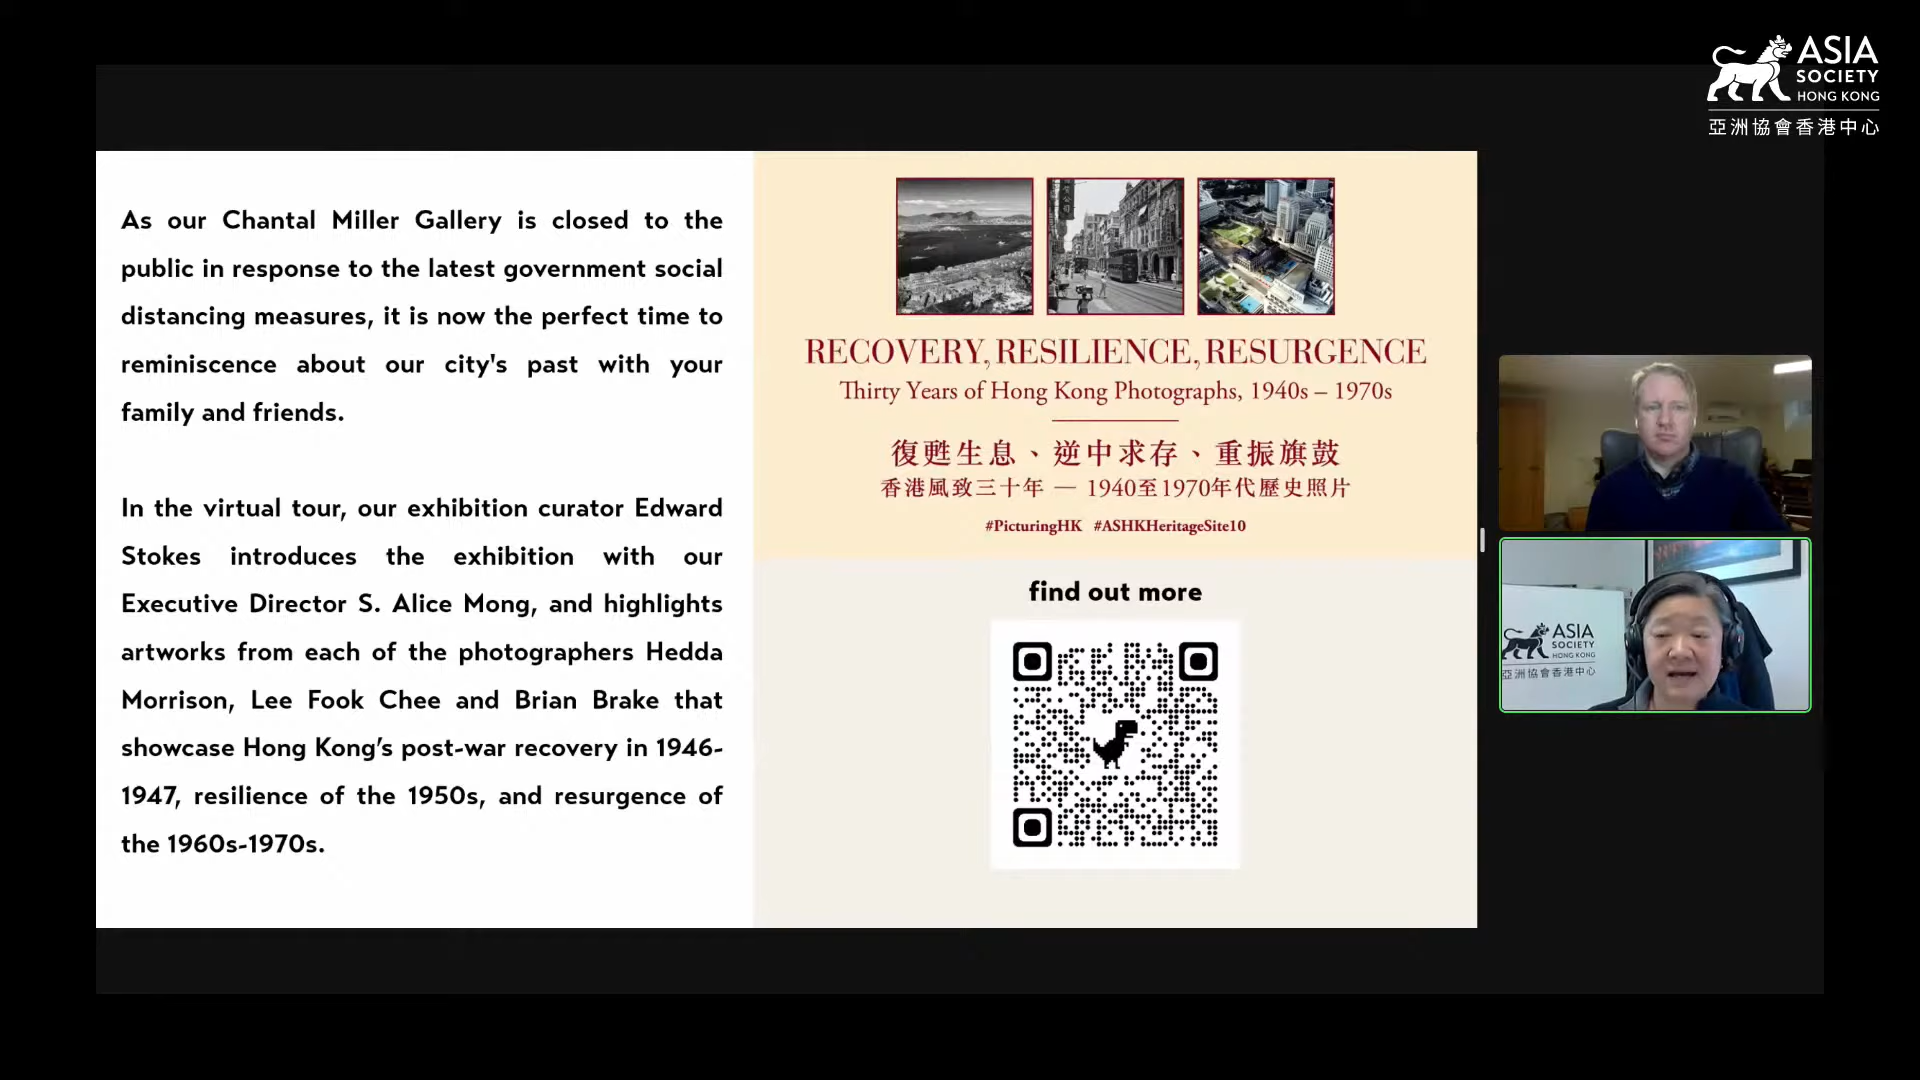 ASIA
SOCIETY
HONG KONG
亞洲協會香港中心
As our Chantal Miller Gallery is closed to the
public in response to the latest government social
distancing measures, it is now the perfect time to
reminiscence about our city's past with your
family and friends.
In the virtual tour, our exhibition curator Edward
Stokes introduces the exhibition with our
Executive Director S. Alice Mong, and highlights
artworks from each of the photographers Hedda
Morrison, Lee Fook Chee and Brian Brake that
showcase Hong Kong’s post-war recovery in 1946-
1947, resilience of the 1950s, and resurgence of
the 1960s-1970s.
RECOVERY, RESILIENCE, RESURGENCE
Thirty Years of Hong Kong Photographs, 1940s – 1970s
復甦生息、逆中求存、重振旗鼓
香港風致三十年 — 1940至1970年代歷史照片
#PicturingHK #ASHKHeritageSite10
find out more
ASIA
SOCIETY
HONG KONG
亞洲協會香港中心